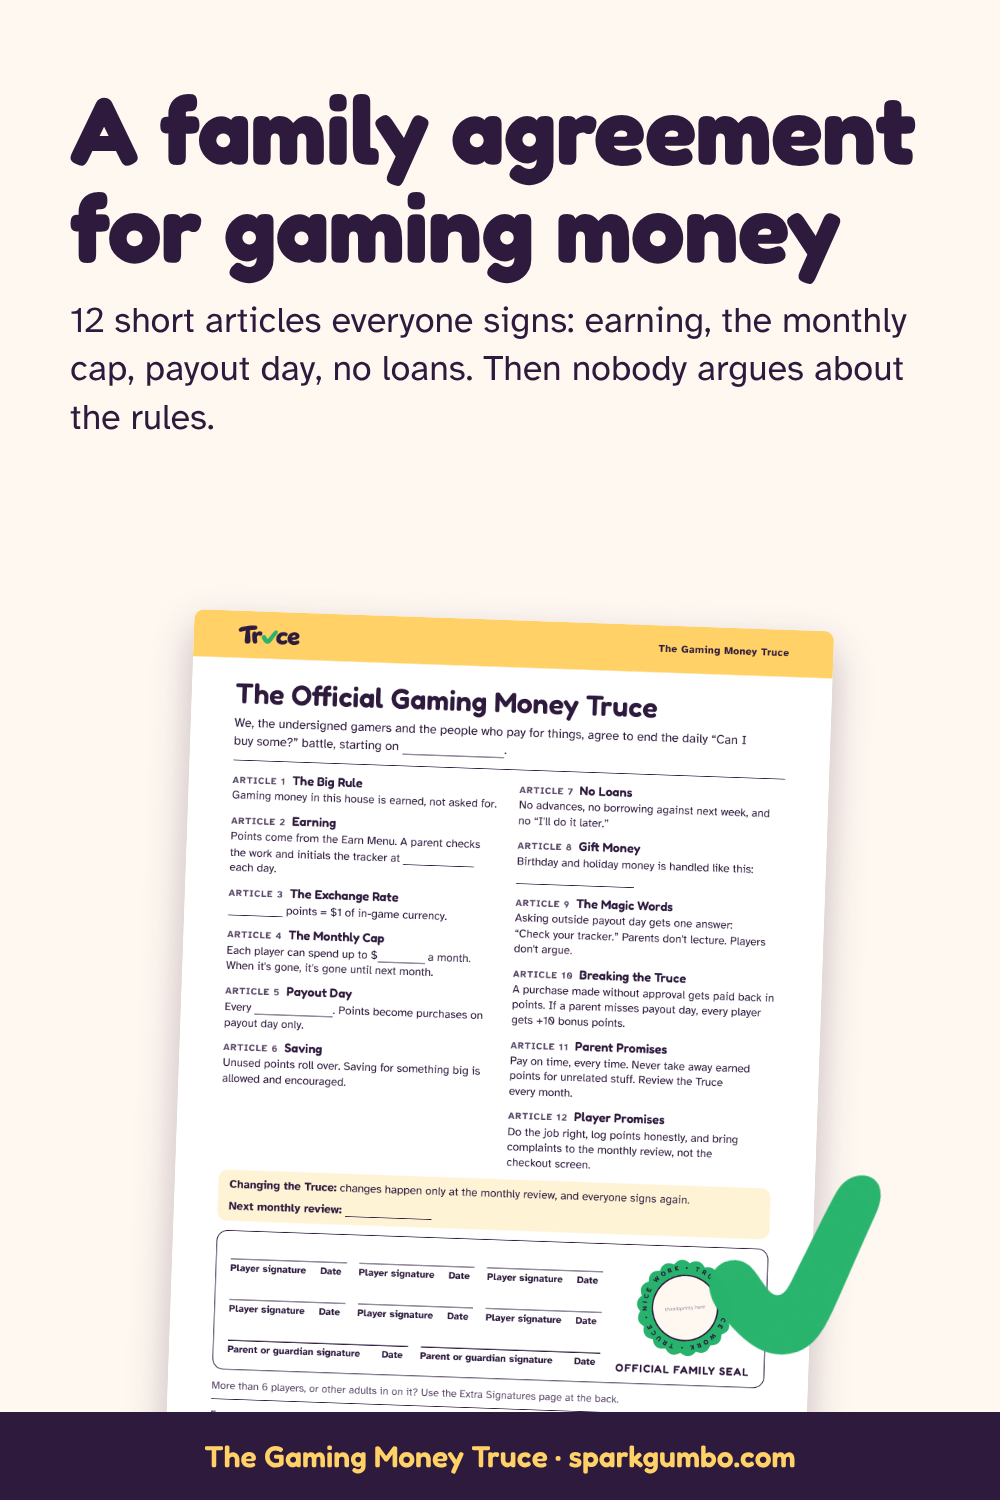 A family agreement
for gaming money
12 short articles everyone signs: earning, the monthly
cap, payout day, no loans. Then nobody argues about
the rules.
Truce
The Gaming Money Truce
The Official Gaming Money Truce
We, the undersigned gamers and the people who pay for things, agree to end the daily “Can I
buy some?” battle, starting on ________________.
ARTICLE 1 The Big Rule
Gaming money in this house is earned, not asked for.
ARTICLE 2 Earning
Points come from the Earn Menu. A parent checks
the work and initials the tracker at ____________
each day.
ARTICLE 3 The Exchange Rate
_________ points = $1 of in-game currency.
ARTICLE 4 The Monthly Cap
Each player can spend up to $________ a month.
When it's gone, it's gone until next month.
ARTICLE 5 Payout Day
Every _____________. Points become purchases on
payout day only.
ARTICLE 6 Saving
Unused points roll over. Saving for something big is
allowed and encouraged.
ARTICLE 7 No Loans
No advances, no borrowing against next week, and
no “I'll do it later.”
ARTICLE 8 Gift Money
Birthday and holiday money is handled like this:
____________________
ARTICLE 9 The Magic Words
Asking outside payout day gets one answer:
“Check your tracker.” Parents don't lecture. Players
don't argue.
ARTICLE 10 Breaking the Truce
A purchase made without approval gets paid back in
points. If a parent misses payout day, every player
gets +10 bonus points.
ARTICLE 11 Parent Promises
Pay on time, every time. Never take away earned
points for unrelated stuff. Review the Truce
every month.
ARTICLE 12 Player Promises
Do the job right, log points honestly, and bring
complaints to the monthly review, not the
checkout screen.
Changing the Truce: changes happen only at the monthly review, and everyone signs again.
Next monthly review: ______________
Player signature Date Player signature Date Player signature Date
Player signature Date Player signature Date Player signature Date
Parent or guardian signature Date Parent or guardian signature Date
NICE WORK • TRU CE WORK • TRUCE •
thumbprints here
OFFICIAL FAMILY SEAL
More than 6 players, or other adults in on it? Use the Extra Signatures page at the back.
The Gaming Money Truce · sparkgumbo.com